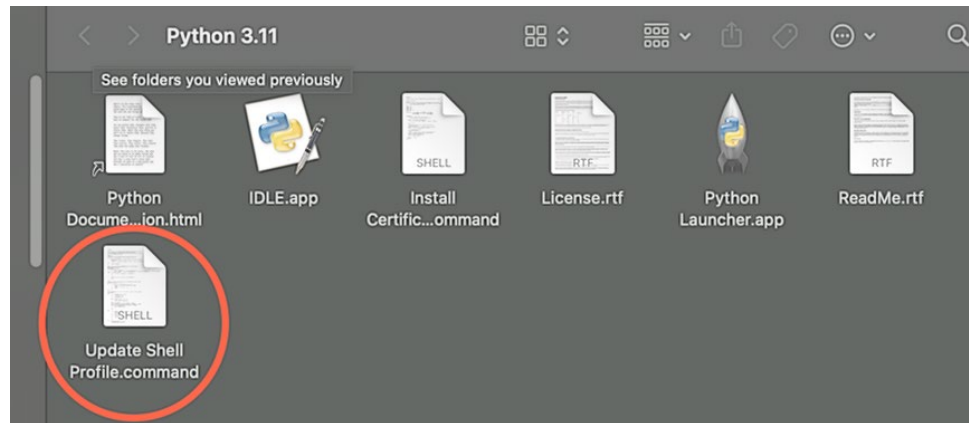 Python 3.11
See folders you viewed previously
SHELL
RTF
RTF
Python
Docume...ion.html
IDLE.app
Install
Certific...ommand
License.rtf
Python
Launcher.app
ReadMe.rtf
SHELL
Update Shell
Profile.command